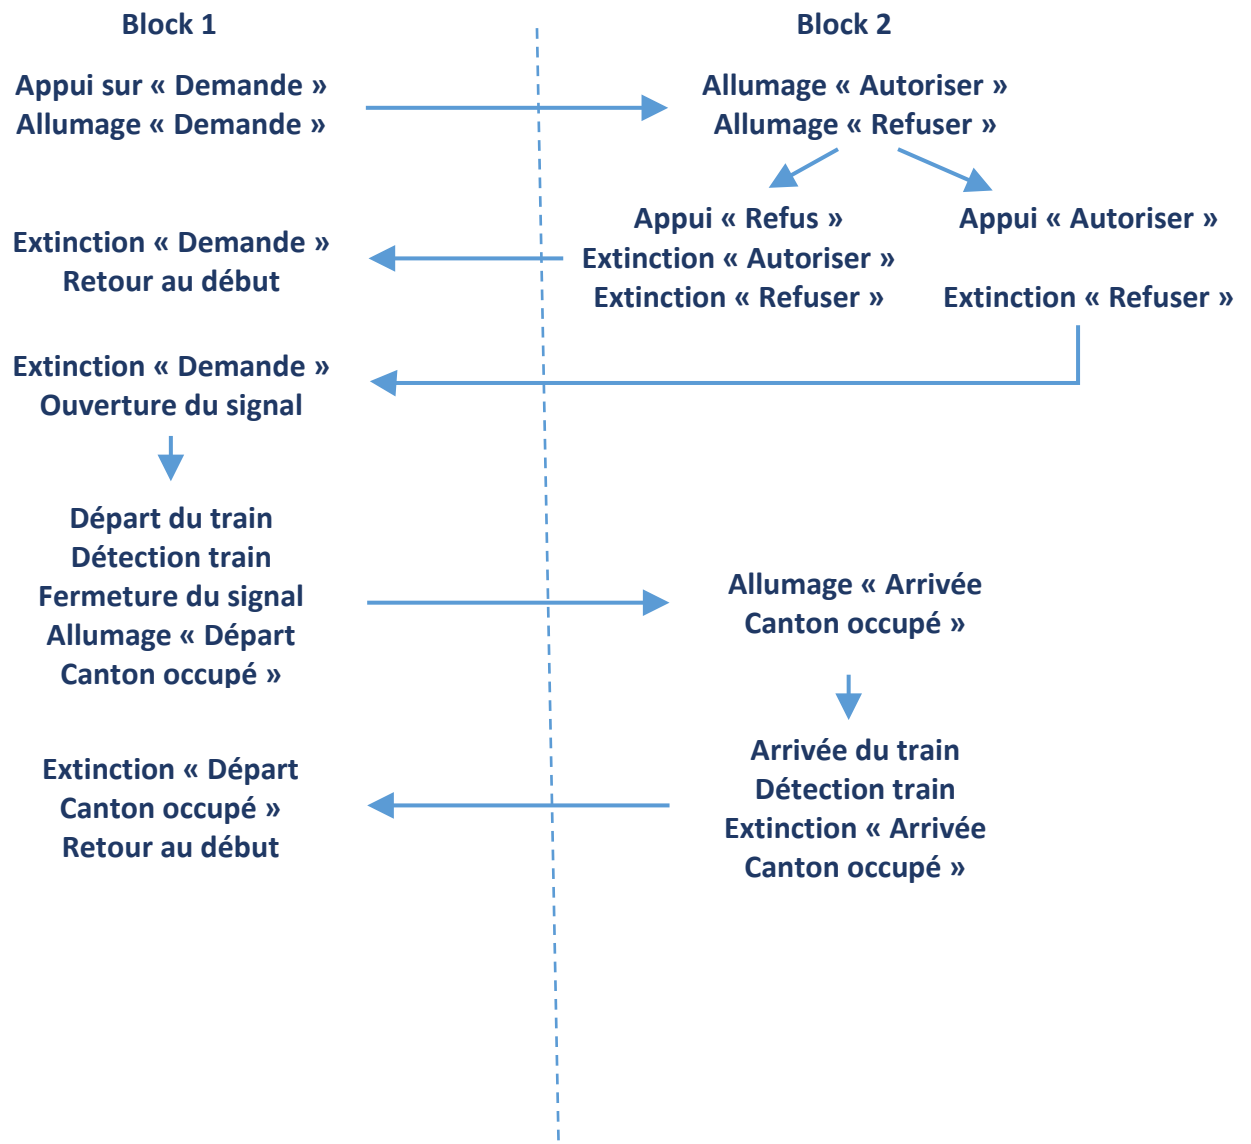 Block 1
Block 2
Appui sur « Demande »
Allumage « Demande »
Allumage « Autoriser »
Allumage « Refuser »
Appui « Refus »
Extinction « Autoriser »
Extinction « Refuser »
Appui « Autoriser »
Extinction « Refuser »
Extinction « Demande »
Retour au début
Extinction « Demande »
Ouverture du signal
Départ du train
Détection train
Fermeture du signal
Allumage « Départ
Canton occupé »
Allumage « Arrivée
Canton occupé »
Arrivée du train
Détection train
Extinction « Arrivée
Canton occupé »
Extinction « Départ
Canton occupé »
Retour au début